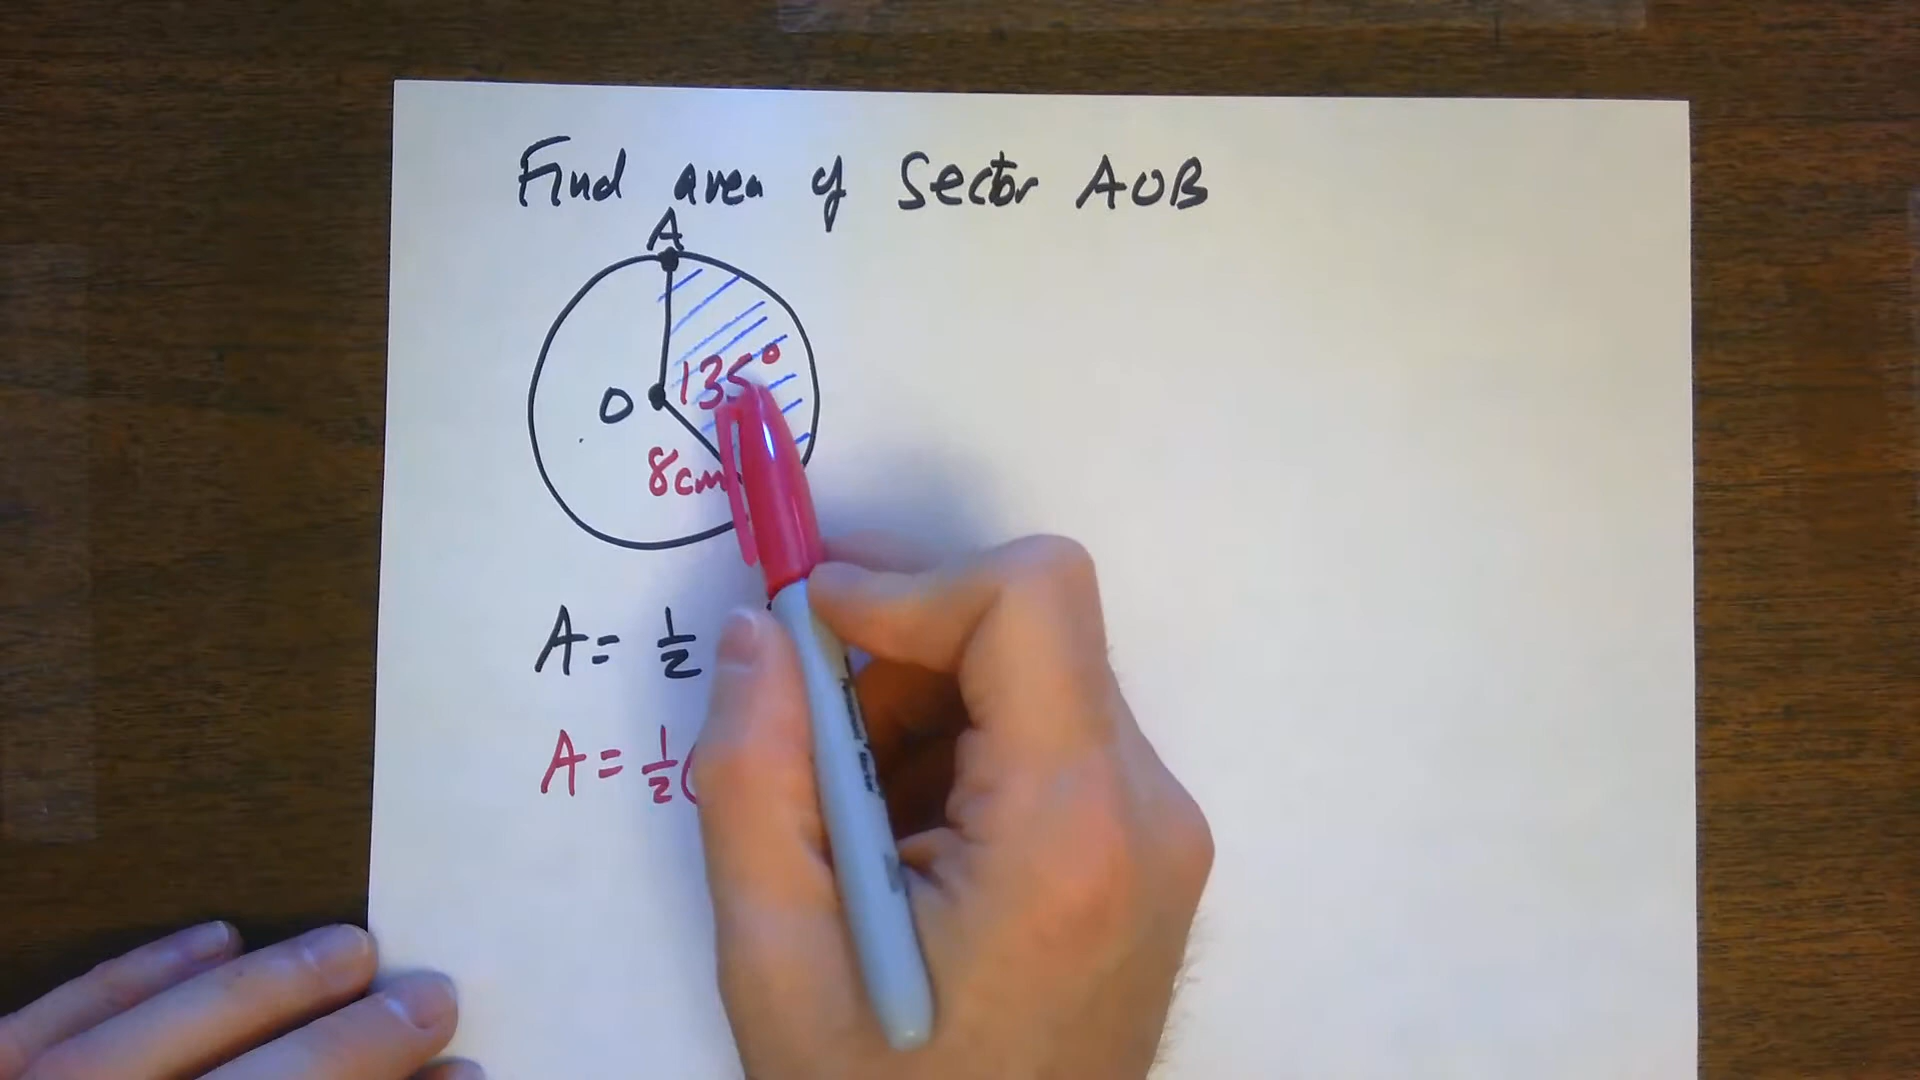 Find area of Sector AOB
A
135°
O
8cm
A = 1/2
A = 1/2(